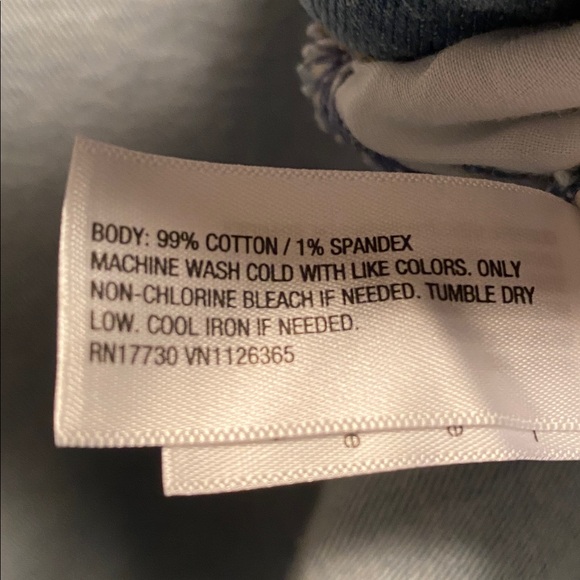 BODY: 99% COTTON / 1% SPANDEX
MACHINE WASH COLD WITH LIKE COLORS. ONLY
NON-CHLORINE BLEACH IF NEEDED. TUMBLE DRY
LOW. COOL IRON IF NEEDED.
RN17730 VN1126365